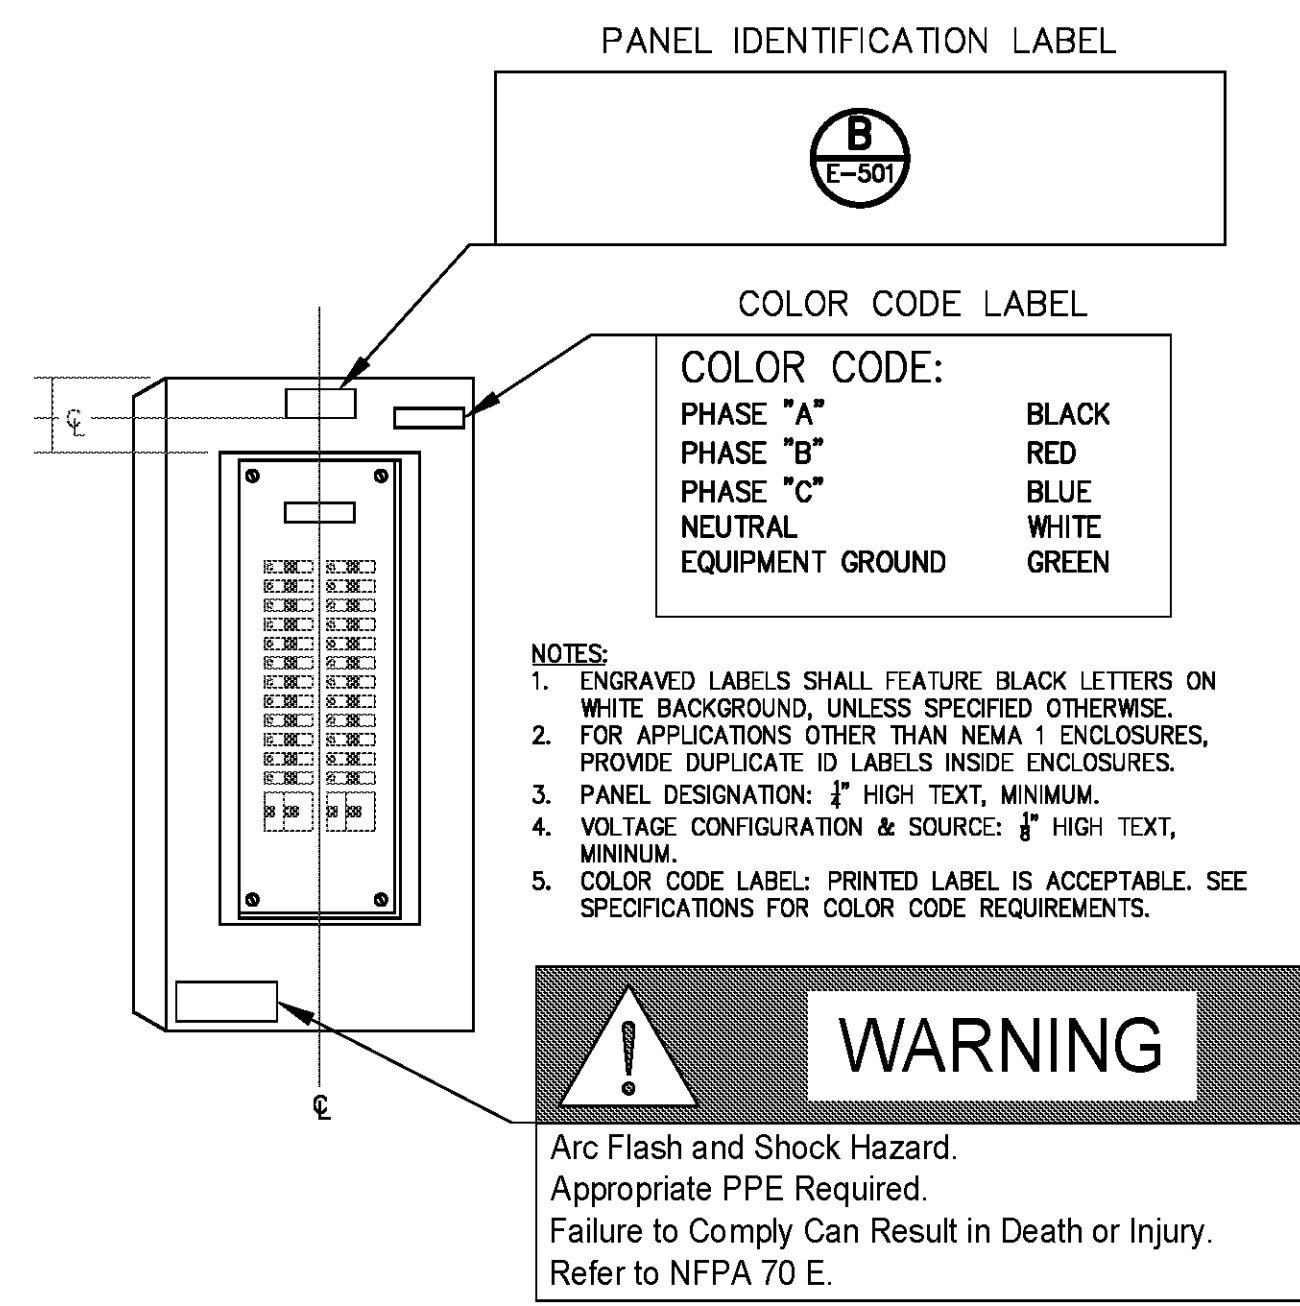 PANEL IDENTIFICATION LABEL
B
E-501
COLOR CODE LABEL
COLOR CODE:
PHASE "A" BLACK
PHASE "B" RED
PHASE "C" BLUE
NEUTRAL WHITE
EQUIPMENT GROUND GREEN
℄
NOTES:
1. ENGRAVED LABELS SHALL FEATURE BLACK LETTERS ON
WHITE BACKGROUND, UNLESS SPECIFIED OTHERWISE.
2. FOR APPLICATIONS OTHER THAN NEMA 1 ENCLOSURES,
PROVIDE DUPLICATE ID LABELS INSIDE ENCLOSURES.
3. PANEL DESIGNATION: 1/4" HIGH TEXT, MINIMUM.
4. VOLTAGE CONFIGURATION & SOURCE: 1/8" HIGH TEXT,
MININUM.
5. COLOR CODE LABEL: PRINTED LABEL IS ACCEPTABLE. SEE
SPECIFICATIONS FOR COLOR CODE REQUIREMENTS.
℄
WARNING
Arc Flash and Shock Hazard.
Appropriate PPE Required.
Failure to Comply Can Result in Death or Injury.
Refer to NFPA 70 E.